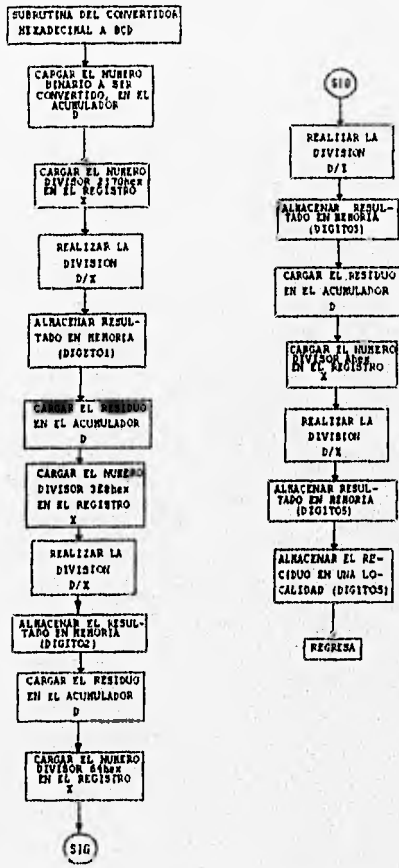 SUBRUTINA DEL CONVERTIDOR
HEXADECIMAL A BCD
CARGAR EL NUMERO
BINARIO A SER
CONVERTIDO, EN EL
ACUMULADOR
D
CARGAR EL NUMERO
DIVISOR 2170hex
EN EL REGISTRO
X
REALIZAR LA
DIVISION
D/X
ALMACENAR RESUL-
TADO EN MEMORIA
(DIGITO1)
CARGAR EL RESIDUO
EN EL ACUMULADOR
D
CARGAR EL NUMERO
DIVISOR 3E8hex
EN EL REGISTRO
X
REALIZAR LA
DIVISION
D/X
ALMACENAR EL RESUL-
TADO EN MEMORIA
(DIGITO2)
CARGAR EL RESIDUO
EN EL ACUMULADOR
D
CARGAR EL NUMERO
DIVISOR 64hex
EN EL REGISTRO
X
SIG
SIG
REALIZAR LA
DIVISION
D/X
ALMACENAR RESUL-
TADO EN MEMORIA
(DIGITO3)
CARGAR EL RESIDUO
EN EL ACUMULADOR
D
CARGAR EL NUMERO
DIVISOR Ahex
EN EL REGISTRO
X
REALIZAR LA
DIVISION
D/X
ALMACENAR RESUL-
TADO EN MEMORIA
(DIGITO5)
ALMACENAR EL RE-
CIDUO EN UNA LO-
CALIDAD (DIGITO5)
REGRESA